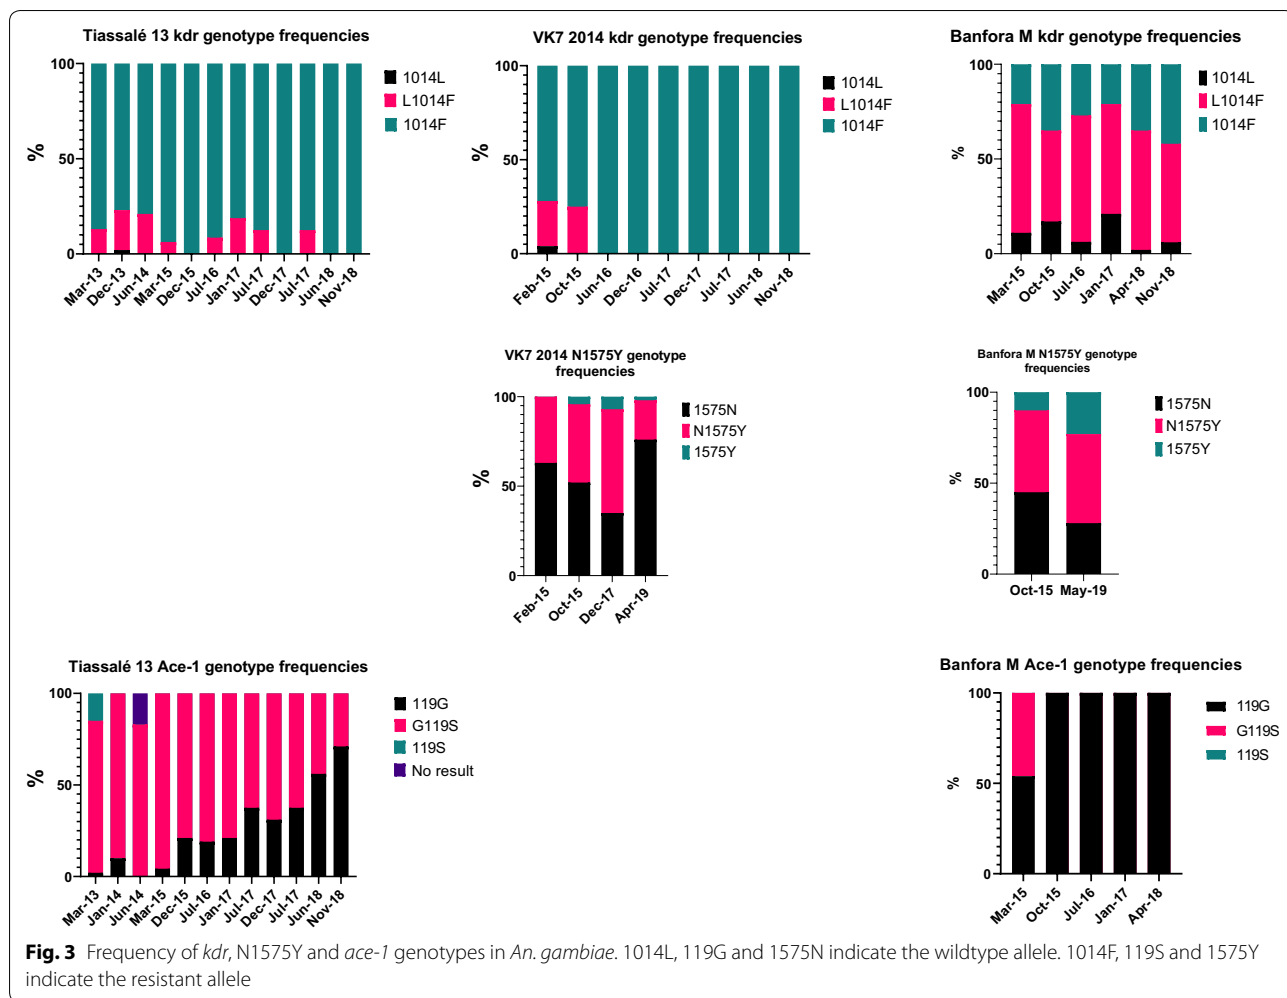 Tiassalé 13 kdr genotype frequencies
100
50
0
%
1014L
L1014F
1014F
Mar-13
Dec-13
Jun-14
Mar-15
Dec-15
Jul-16
Jan-17
Jul-17
Dec-17
Jul-17
Jun-18
Nov-18
VK7 2014 kdr genotype frequencies
100
50
0
%
1014L
L1014F
1014F
Feb-15
Oct-15
Jun-16
Dec-16
Jul-17
Dec-17
Jul-17
Jun-18
Nov-18
Banfora M kdr genotype frequencies
100
50
0
%
1014L
L1014F
1014F
Mar-15
Oct-15
Jul-16
Jan-17
Apr-18
Nov-18
VK7 2014 N1575Y genotype
frequencies
100
50
0
%
1575N
N1575Y
1575Y
Feb-15
Oct-15
Dec-17
Apr-19
Banfora M N1575Y genotype
frequencies
100
50
0
%
1575N
N1575Y
1575Y
Oct-15 May-19
Tiassalé 13 Ace-1 genotype frequencies
100
50
0
%
119G
G119S
119S
No result
Mar-13
Jan-14
Jun-14
Mar-15
Dec-15
Jul-16
Jan-17
Jul-17
Dec-17
Jul-17
Jun-18
Nov-18
Banfora M Ace-1 genotype frequencies
100
50
0
%
119G
G119S
119S
Mar-15
Oct-15
Jul-16
Jan-17
Apr-18
Fig. 3 Frequency of kdr, N1575Y and ace-1 genotypes in An. gambiae. 1014L, 119G and 1575N indicate the wildtype allele. 1014F, 119S and 1575Y
indicate the resistant allele